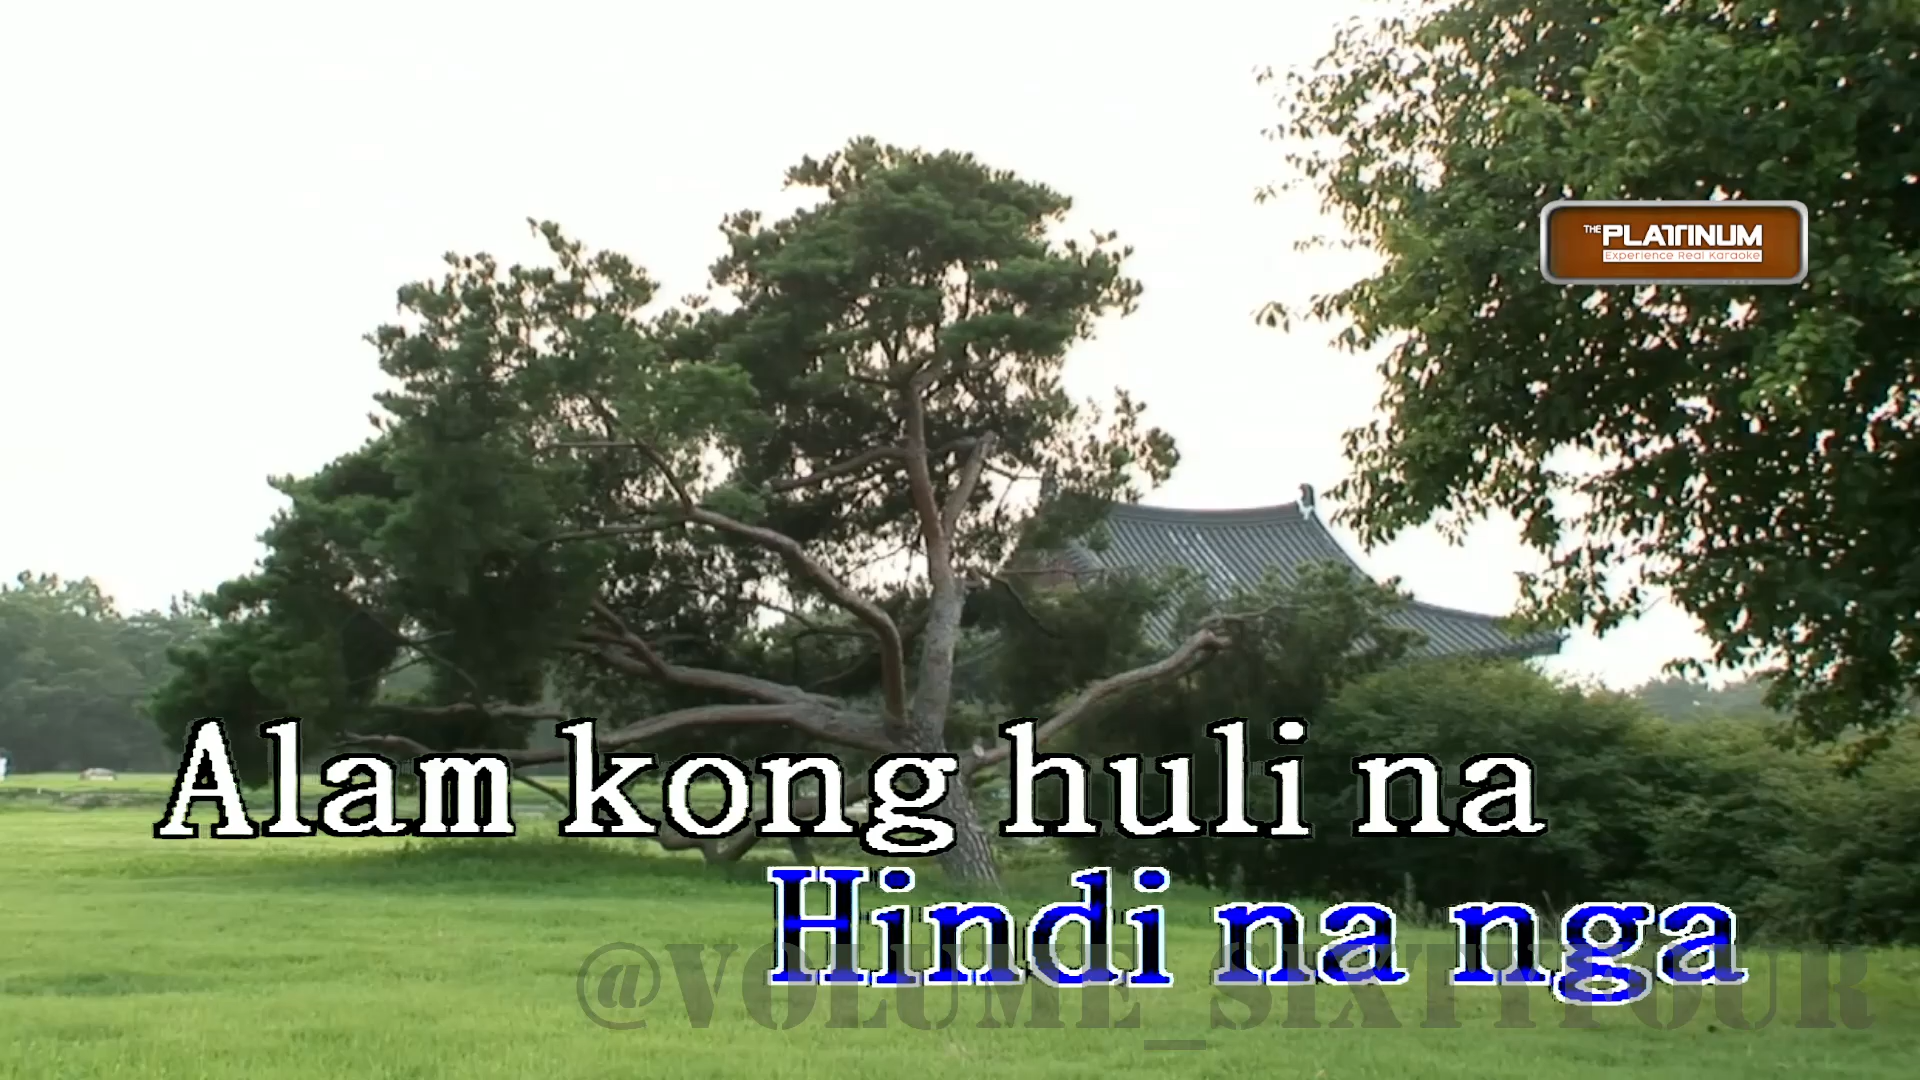 THE PLATINUM
Experience Real Karaoke
Alam kong huli na
Hindi na nga
@VOLUME_SIXTYFOUR